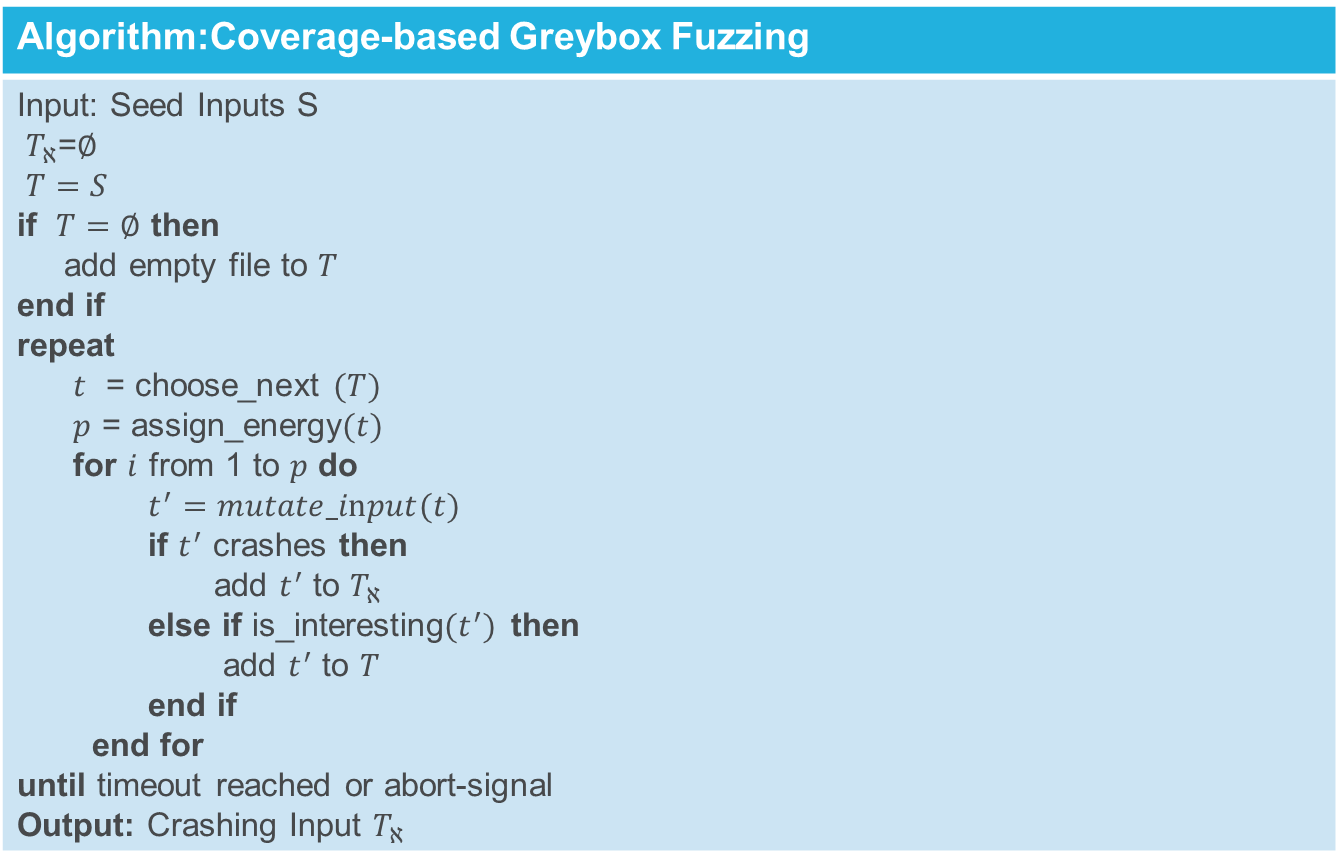 Algorithm:Coverage-based Greybox Fuzzing
Input: Seed Inputs S
Tℵ=∅
T = S
if T = ∅ then
add empty file to T
end if
repeat
t = choose_next (T)
p = assign_energy(t)
for i from 1 to p do
t′ = mutate_input(t)
if t′ crashes then
add t′ to Tℵ
else if is_interesting(t′) then
add t′ to T
end if
end for
until timeout reached or abort-signal
Output: Crashing Input Tℵ